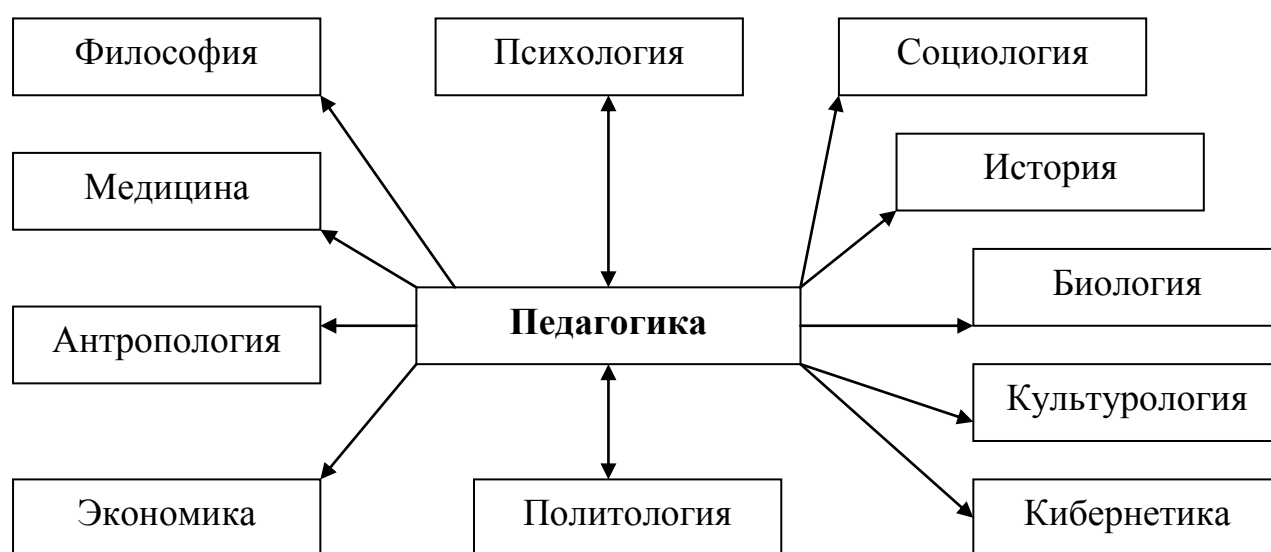 Философия
Психология
Социология
Медицина
История
Биология
Педагогика
Антропология
Культурология
Экономика
Политология
Кибернетика